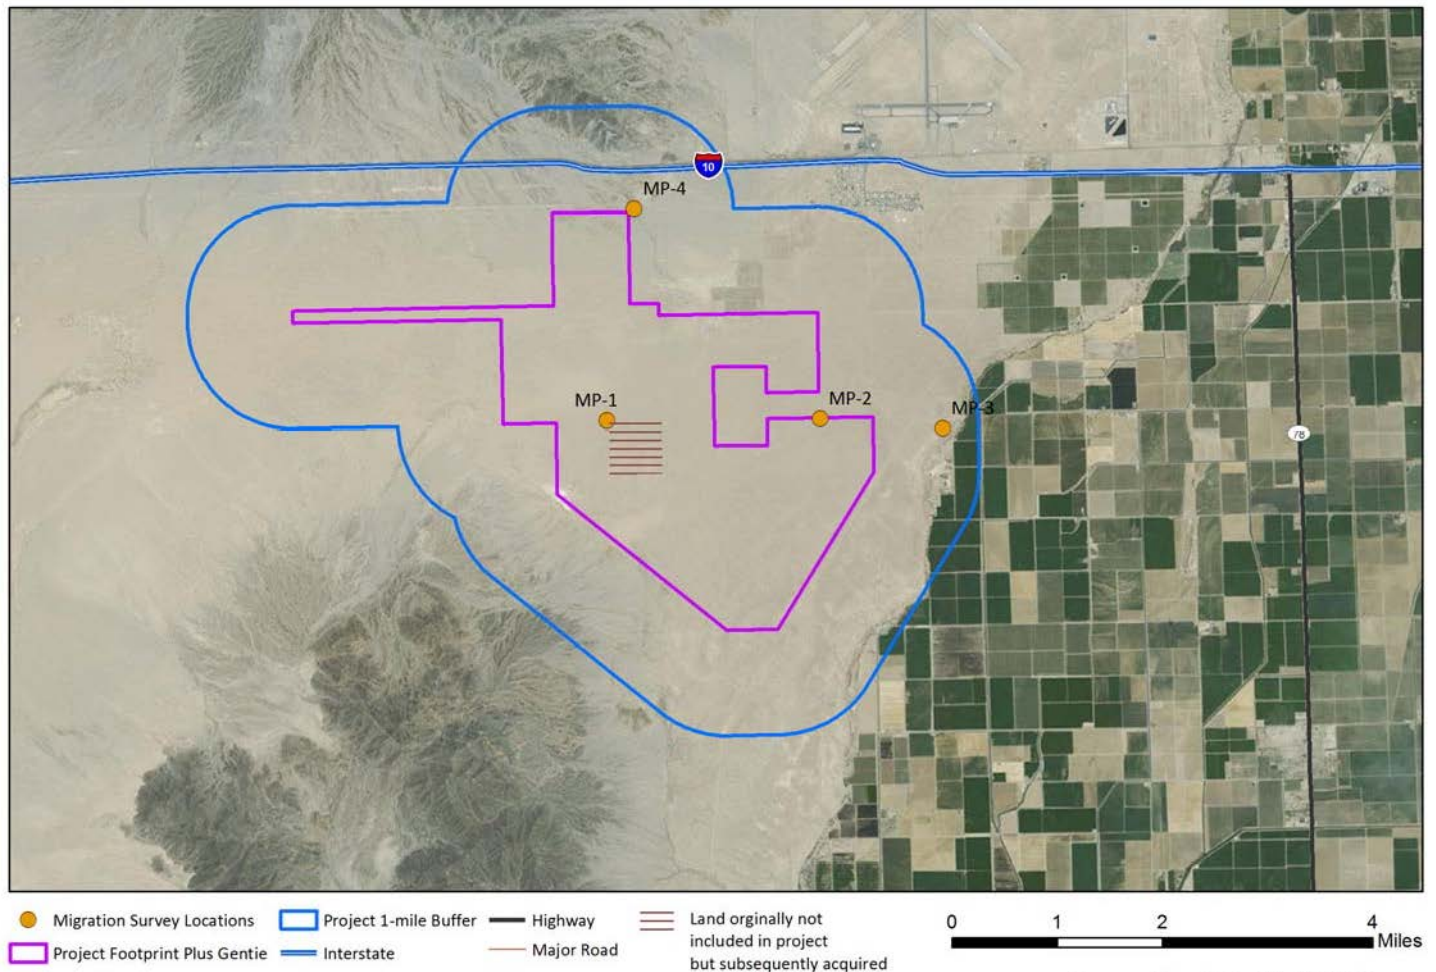 10
MP-4
MP-1
MP-2
MP-3
78
Migration Survey Locations
Project 1-mile Buffer
Highway
Land orginally not
included in project
but subsequently acquired
Project Footprint Plus Gentie
Interstate
Major Road
0 1 2 4
Miles